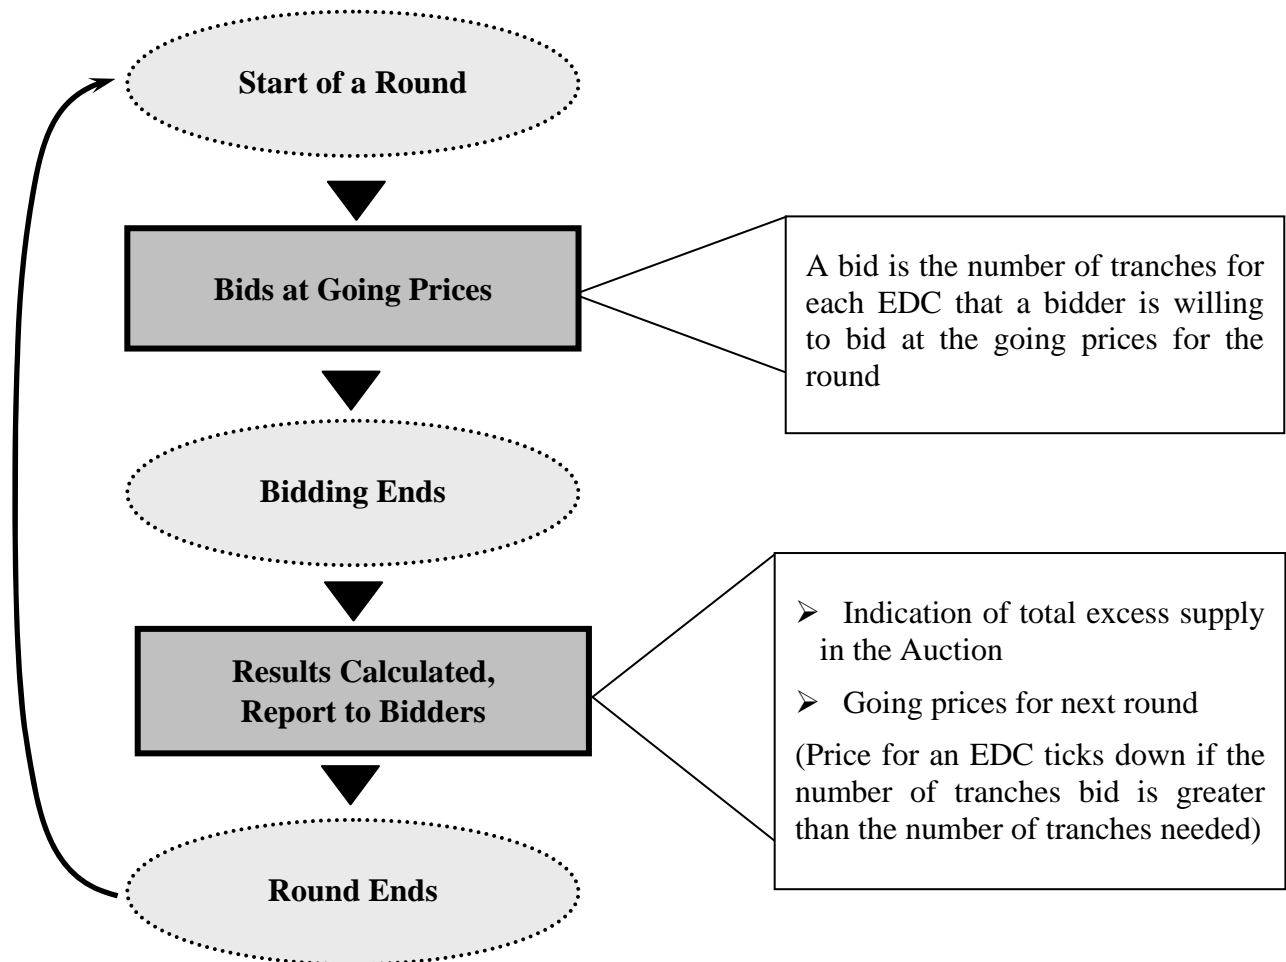 Start of a Round
Bids at Going Prices
A bid is the number of tranches for
each EDC that a bidder is willing
to bid at the going prices for the
round
Bidding Ends
Results Calculated,
Report to Bidders
➢ Indication of total excess supply
in the Auction
➢ Going prices for next round
(Price for an EDC ticks down if the
number of tranches bid is greater
than the number of tranches needed)
Round Ends